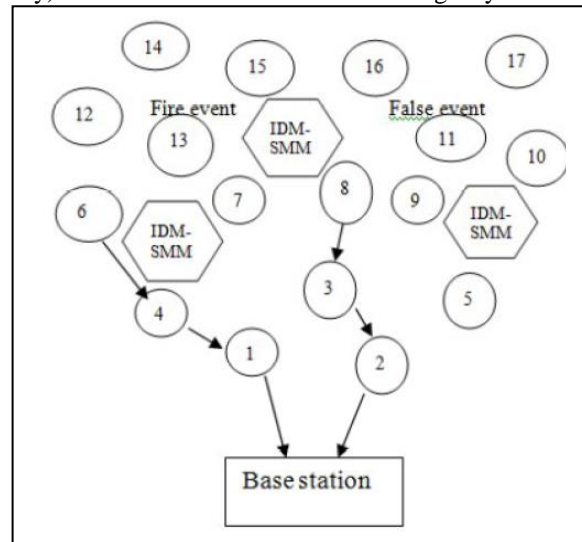 14
15
16
17
12
Fire event
False event
13
IDM-
SMM
11
10
6
7
8
9
IDM-
SMM
IDM-
SMM
3
5
4
1
2
Base station